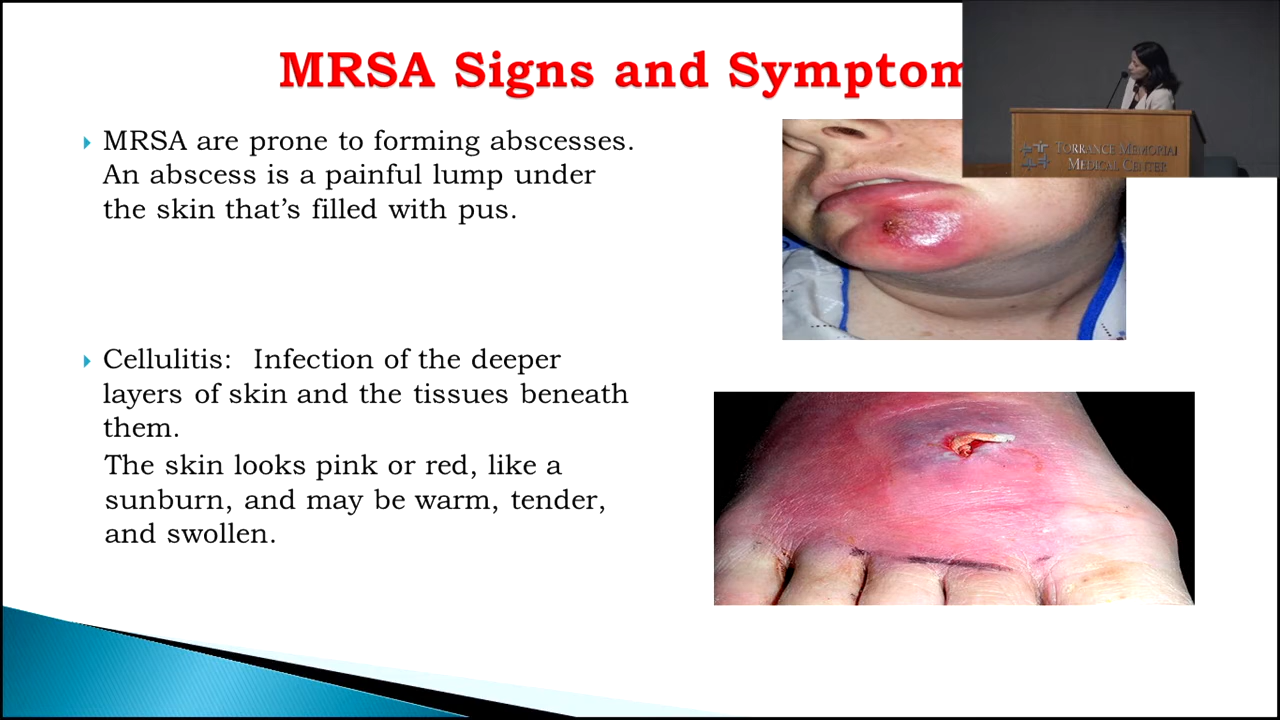 MRSA Signs and Symptom
MRSA are prone to forming abscesses.
An abscess is a painful lump under
the skin that’s filled with pus.
Cellulitis: Infection of the deeper
layers of skin and the tissues beneath
them.
The skin looks pink or red, like a
sunburn, and may be warm, tender,
and swollen.
TORRANCE MEMORIAL
MEDICAL CENTER